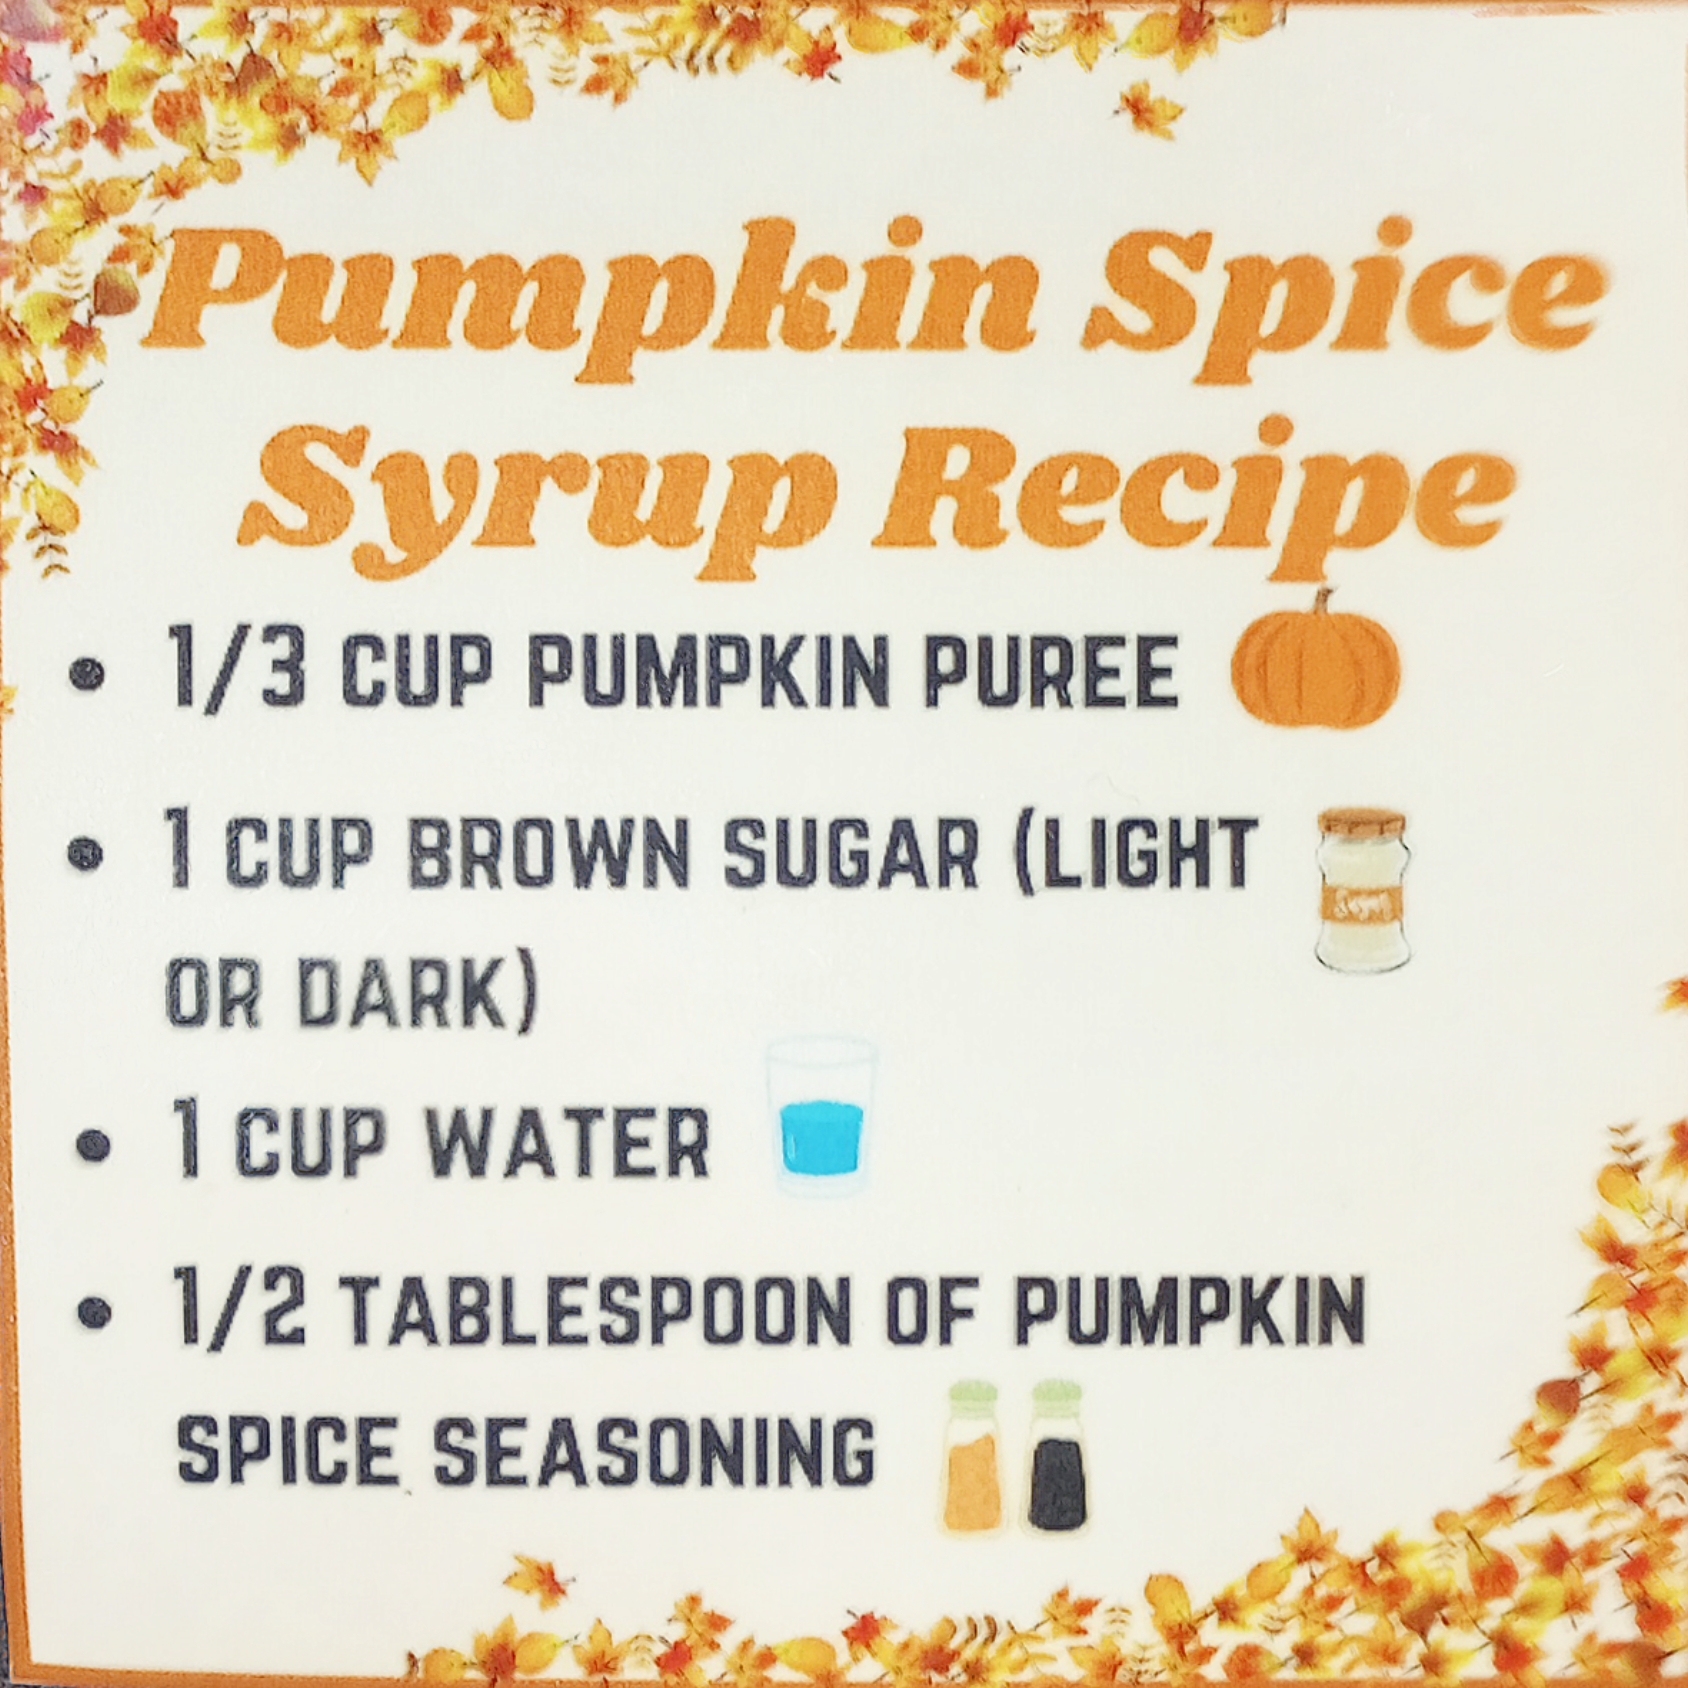 Pumpkin Spice
Syrup Recipe
• 1/3 CUP PUMPKIN PUREE
• 1 CUP BROWN SUGAR (LIGHT
OR DARK)
• 1 CUP WATER
• 1/2 TABLESPOON OF PUMPKIN
SPICE SEASONING